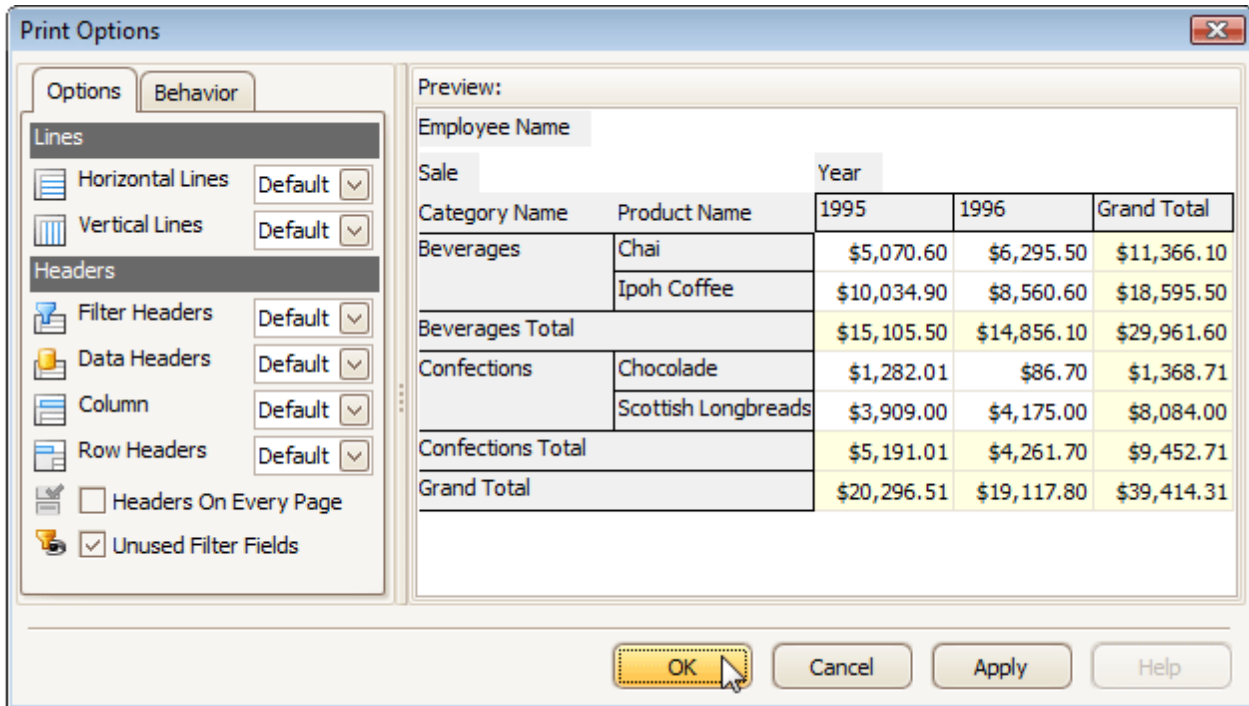 Print Options
Options Behavior
Lines
Horizontal Lines Default
Vertical Lines Default
Headers
Filter Headers Default
Data Headers Default
Column Default
Row Headers Default
Headers On Every Page
Unused Filter Fields
Preview:
Employee Name
Sale Year
Category Name Product Name 1995 1996 Grand Total
Beverages Chai $5,070.60 $6,295.50 $11,366.10
Ipoh Coffee $10,034.90 $8,560.60 $18,595.50
Beverages Total $15,105.50 $14,856.10 $29,961.60
Confections Chocolade $1,282.01 $86.70 $1,368.71
Scottish Longbreads $3,909.00 $4,175.00 $8,084.00
Confections Total $5,191.01 $4,261.70 $9,452.71
Grand Total $20,296.51 $19,117.80 $39,414.31
OK Cancel Apply Help